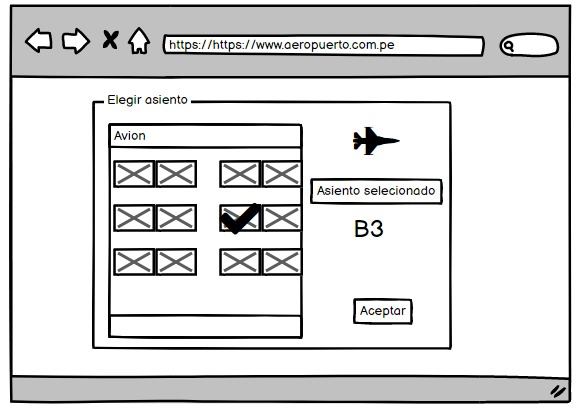 https://https://www.aeropuerto.com.pe
Elegir asiento
Avion
Asiento selecionado
B3
Aceptar